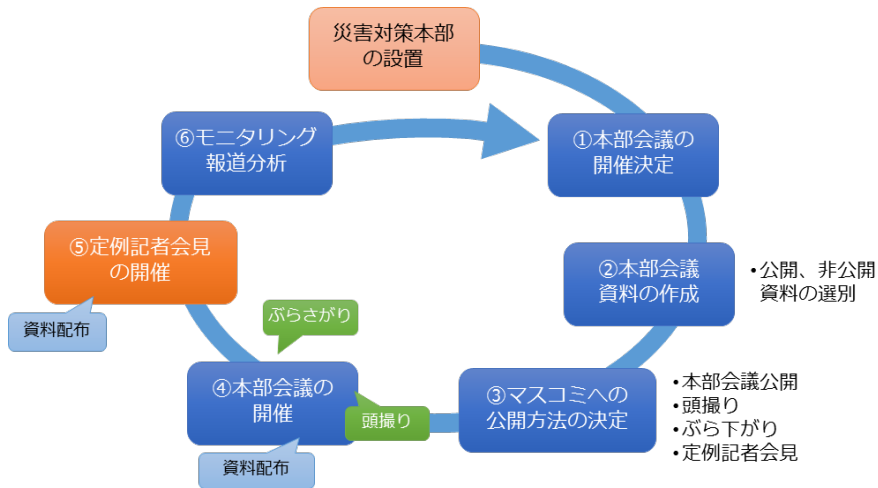 災害対策本部
の設置
①本部会議の
開催決定
②本部会議
資料の作成
•公開、非公開
資料の選別
③マスコミへの
公開方法の決定
•本部会議公開
•頭撮り
•ぶら下がり
•定例記者会見
④本部会議の
開催
ぶらさがり
頭撮り
資料配布
⑤定例記者会見
の開催
資料配布
⑥モニタリング
報道分析